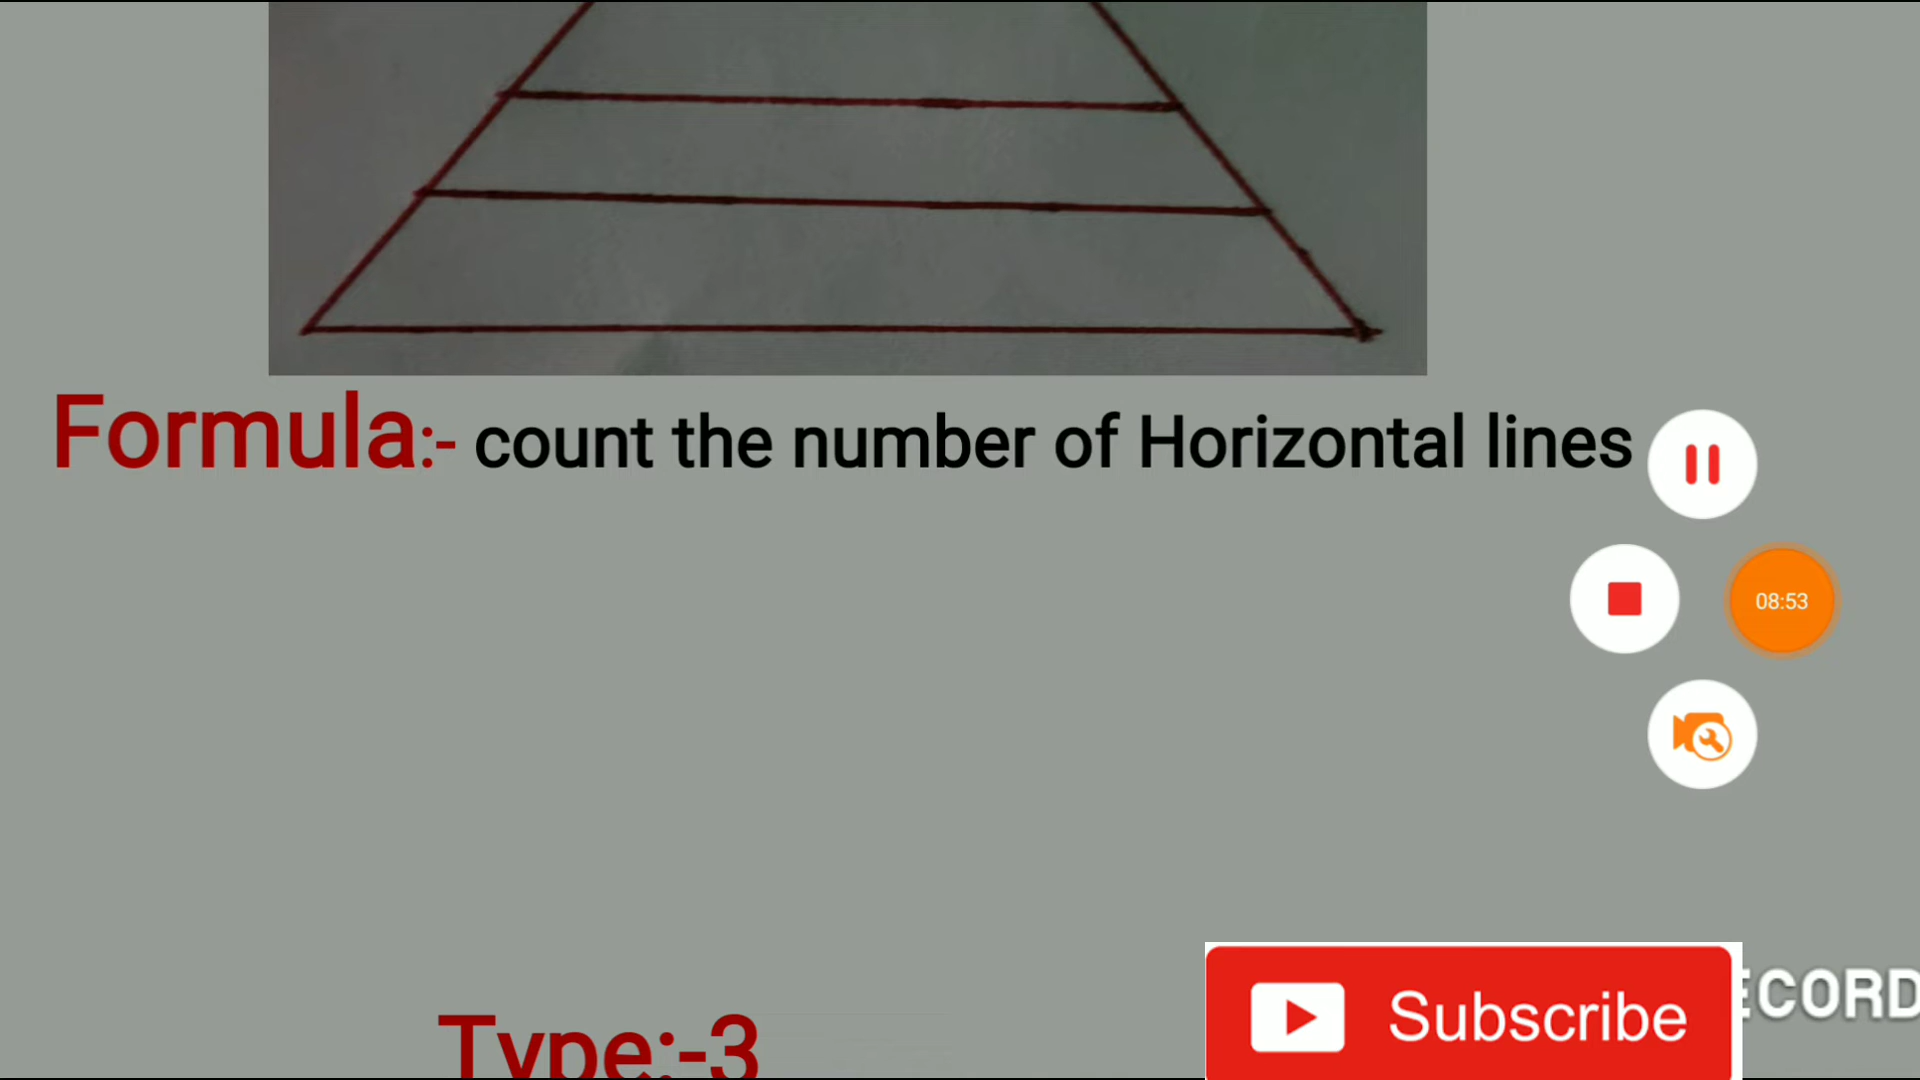 Formula:- count the number of Horizontal lines
08:53
Type:-3
Subscribe
ECORD